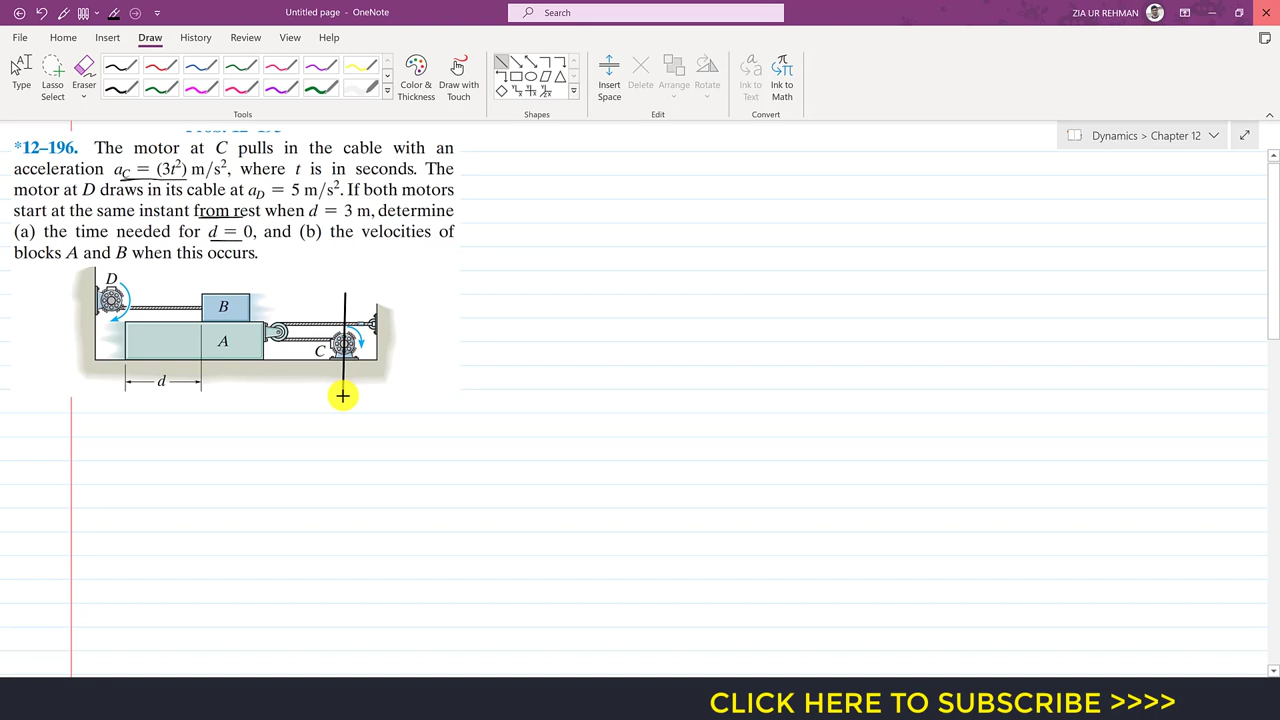 Untitled page - OneNote
Search
ZIA UR REHMAN
File
Home
Insert
Draw
History
Review
View
Help
Type
Lasso
Select
Eraser
Color &
Thickness
Draw with
Touch
Insert
Space
Delete
Arrange
Rotate
Ink to
Text
Ink to
Math
Tools
Shapes
Edit
Convert
Dynamics > Chapter 12
*12–196. The motor at C pulls in the cable with an
acceleration aC = (3t²) m/s², where t is in seconds. The
motor at D draws in its cable at aD = 5 m/s². If both motors
start at the same instant from rest when d = 3 m, determine
(a) the time needed for d = 0, and (b) the velocities of
blocks A and B when this occurs.
D
B
A
C
d
CLICK HERE TO SUBSCRIBE >>>>